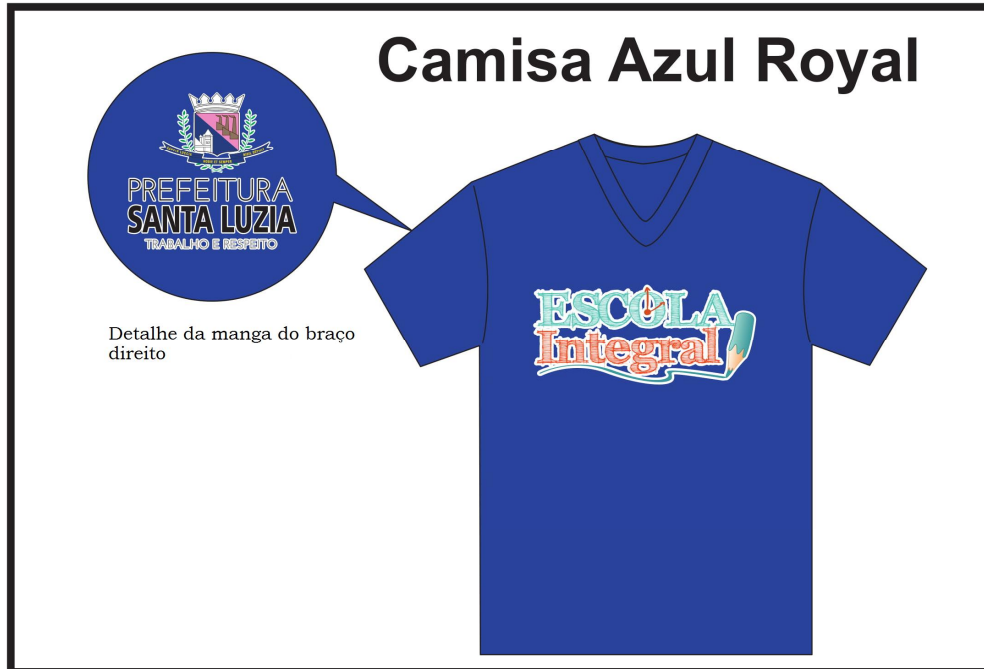 Camisa Azul Royal
PREFEITURA
SANTA LUZIA
TRABALHO E RESPEITO
Detalhe da manga do braço
direito
ESCOLA
Integral